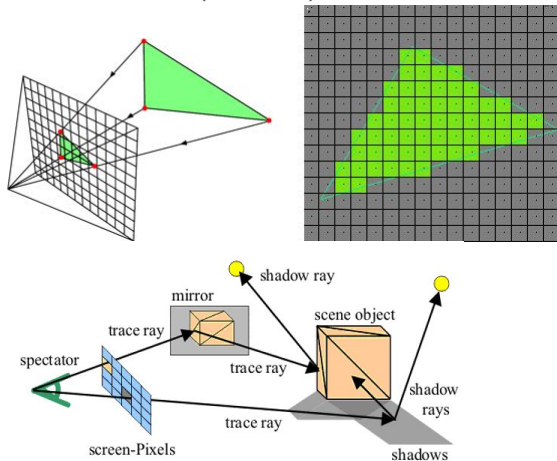 shadow ray
mirror
scene object
trace ray
spectator
trace ray
shadow
rays
trace ray
screen-Pixels
shadows